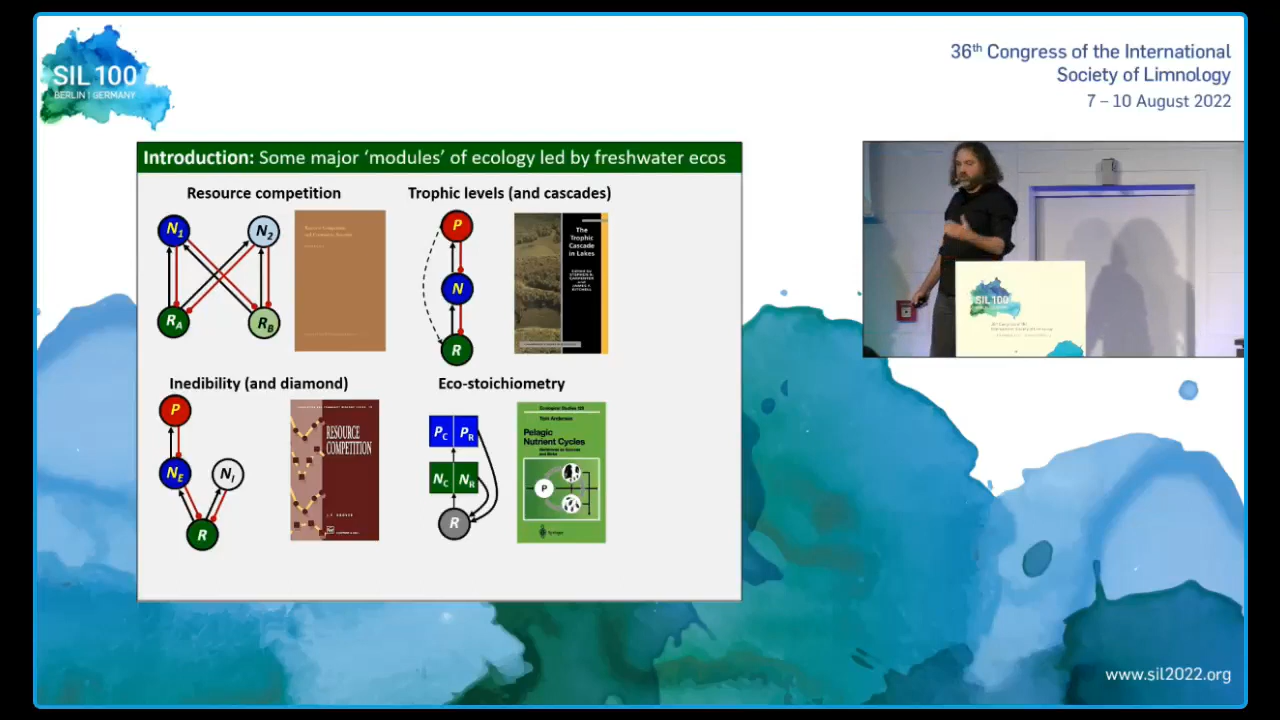 SIL 100
BERLIN | GERMANY
36th Congress of the International
Society of Limnology
7 – 10 August 2022
Introduction: Some major ‘modules’ of ecology led by freshwater ecos
Resource competition
Trophic levels (and cascades)
N1
N2
RA
RB
P
N
R
The
Trophic
Cascade
in Lakes
Inedibility (and diamond)
Eco-stoichiometry
P
NE
NI
R
RESOURCE
COMPETITION
PC
PR
NC
NR
R
Pelagic
Nutrient Cycles
P
Springer
SIL 100
www.sil2022.org